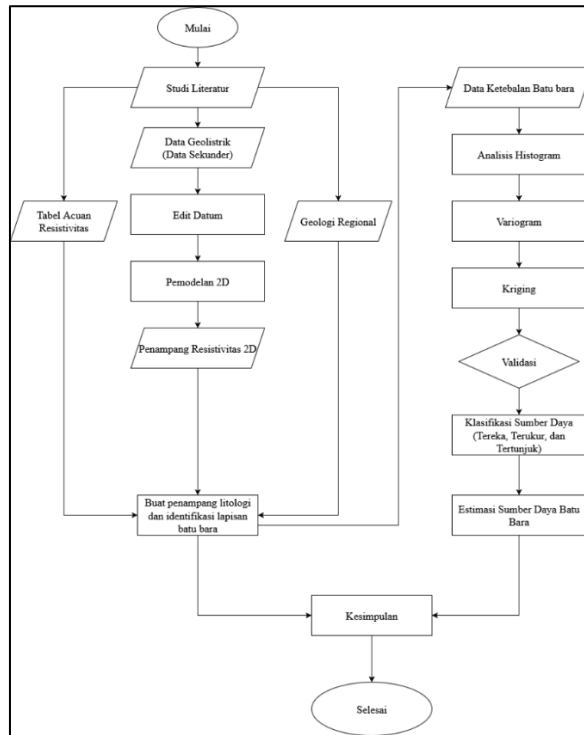 Mulai
Studi Literatur
Data Geolistrik
(Data Sekunder)
Tabel Acuan
Resistivitas
Edit Datum
Geologi Regional
Pemodelan 2D
Penampang Resistivitas 2D
Buat penampang litologi
dan identifikasi lapisan
batu bara
Data Ketebalan Batu bara
Analisis Histogram
Variogram
Kriging
Validasi
Klasifikasi Sumber Daya
(Tereka, Terukur, dan
Tertunjuk)
Estimasi Sumber Daya Batu
Bara
Kesimpulan
Selesai